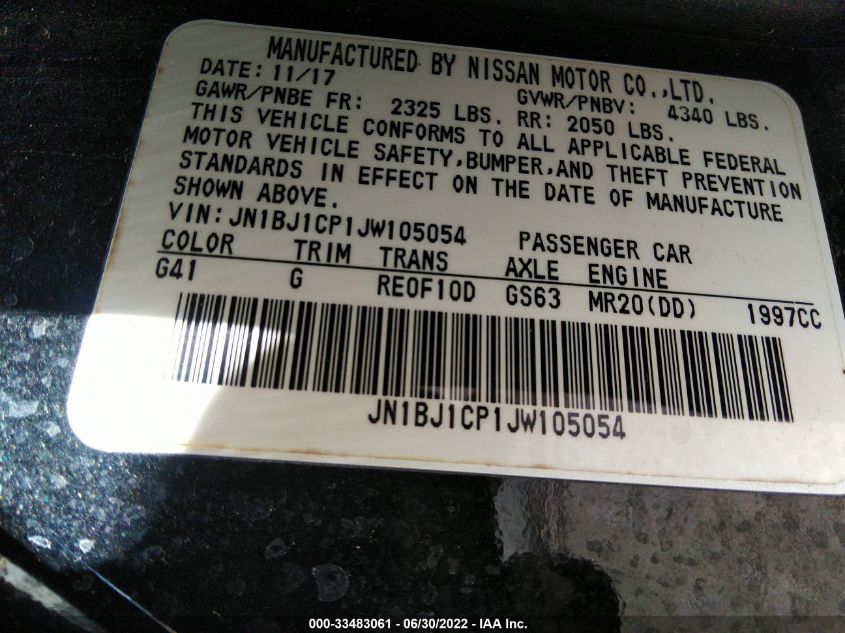 MANUFACTURED BY NISSAN MOTOR CO.,LTD.
DATE: 11/17 GVWR/PNBV: 4340 LBS.
GAWR/PNBE FR: 2325 LBS. RR: 2050 LBS.
THIS VEHICLE CONFORMS TO ALL APPLICABLE FEDERAL
MOTOR VEHICLE SAFETY,BUMPER,AND THEFT PREVENTION
STANDARDS IN EFFECT ON THE DATE OF MANUFACTURE
SHOWN ABOVE.
VIN: JN1BJ1CP1JW105054 PASSENGER CAR
COLOR TRIM TRANS AXLE ENGINE
G41 G RE0F10D GS63 MR20(DD) 1997CC
JN1BJ1CP1JW105054
000-33483061 - 06/30/2022 - IAA Inc.